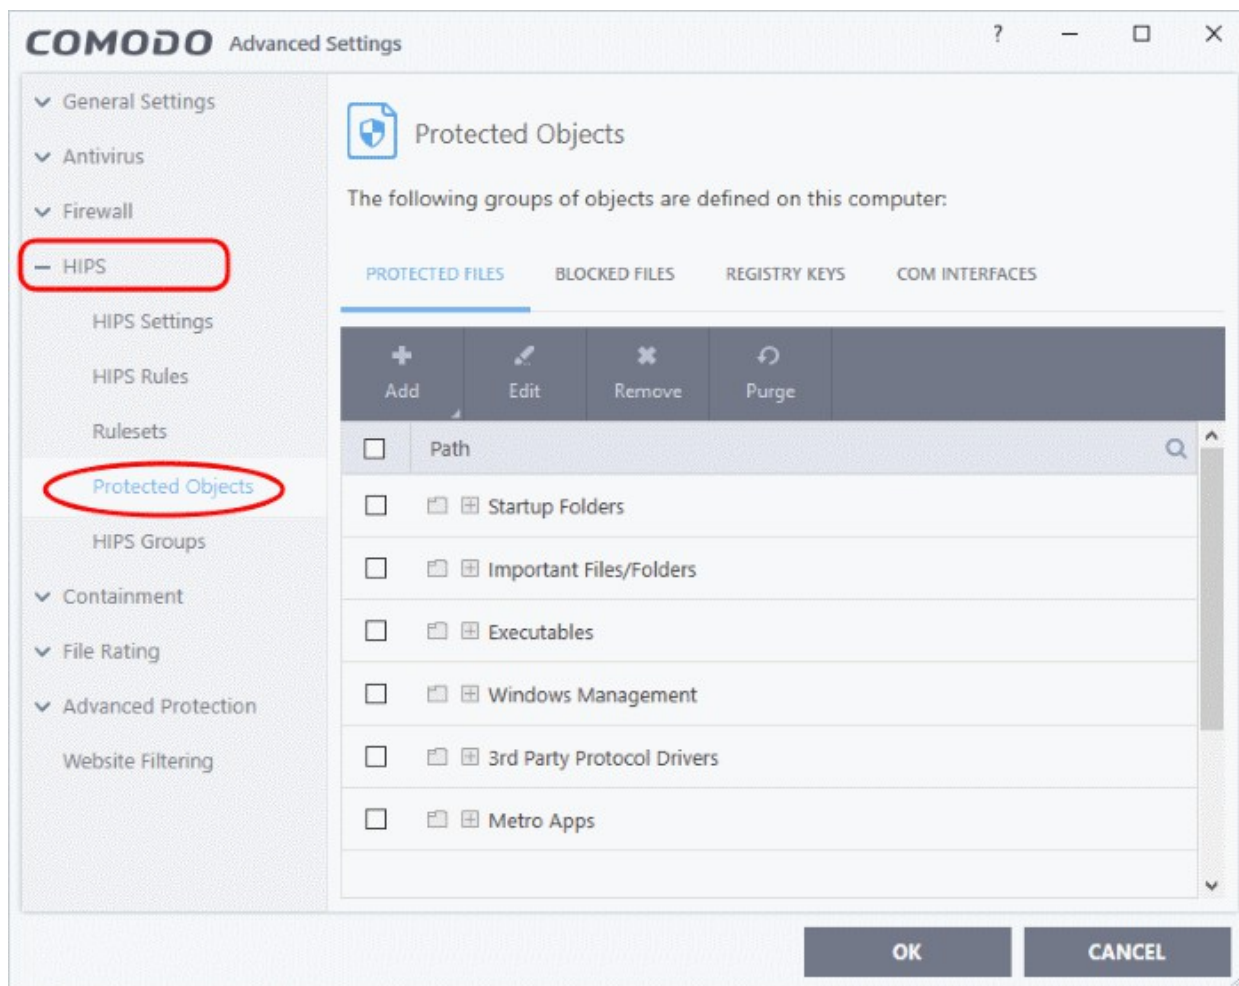 COMODO Advanced Settings ?
General Settings
Antivirus
Firewall
HIPS
HIPS Settings
HIPS Rules
Rulesets
Protected Objects
HIPS Groups
Containment
File Rating
Advanced Protection
Website Filtering
Protected Objects
The following groups of objects are defined on this computer:
PROTECTED FILES BLOCKED FILES REGISTRY KEYS COM INTERFACES
Add Edit Remove Purge
Path
Startup Folders
Important Files/Folders
Executables
Windows Management
3rd Party Protocol Drivers
Metro Apps
OK CANCEL